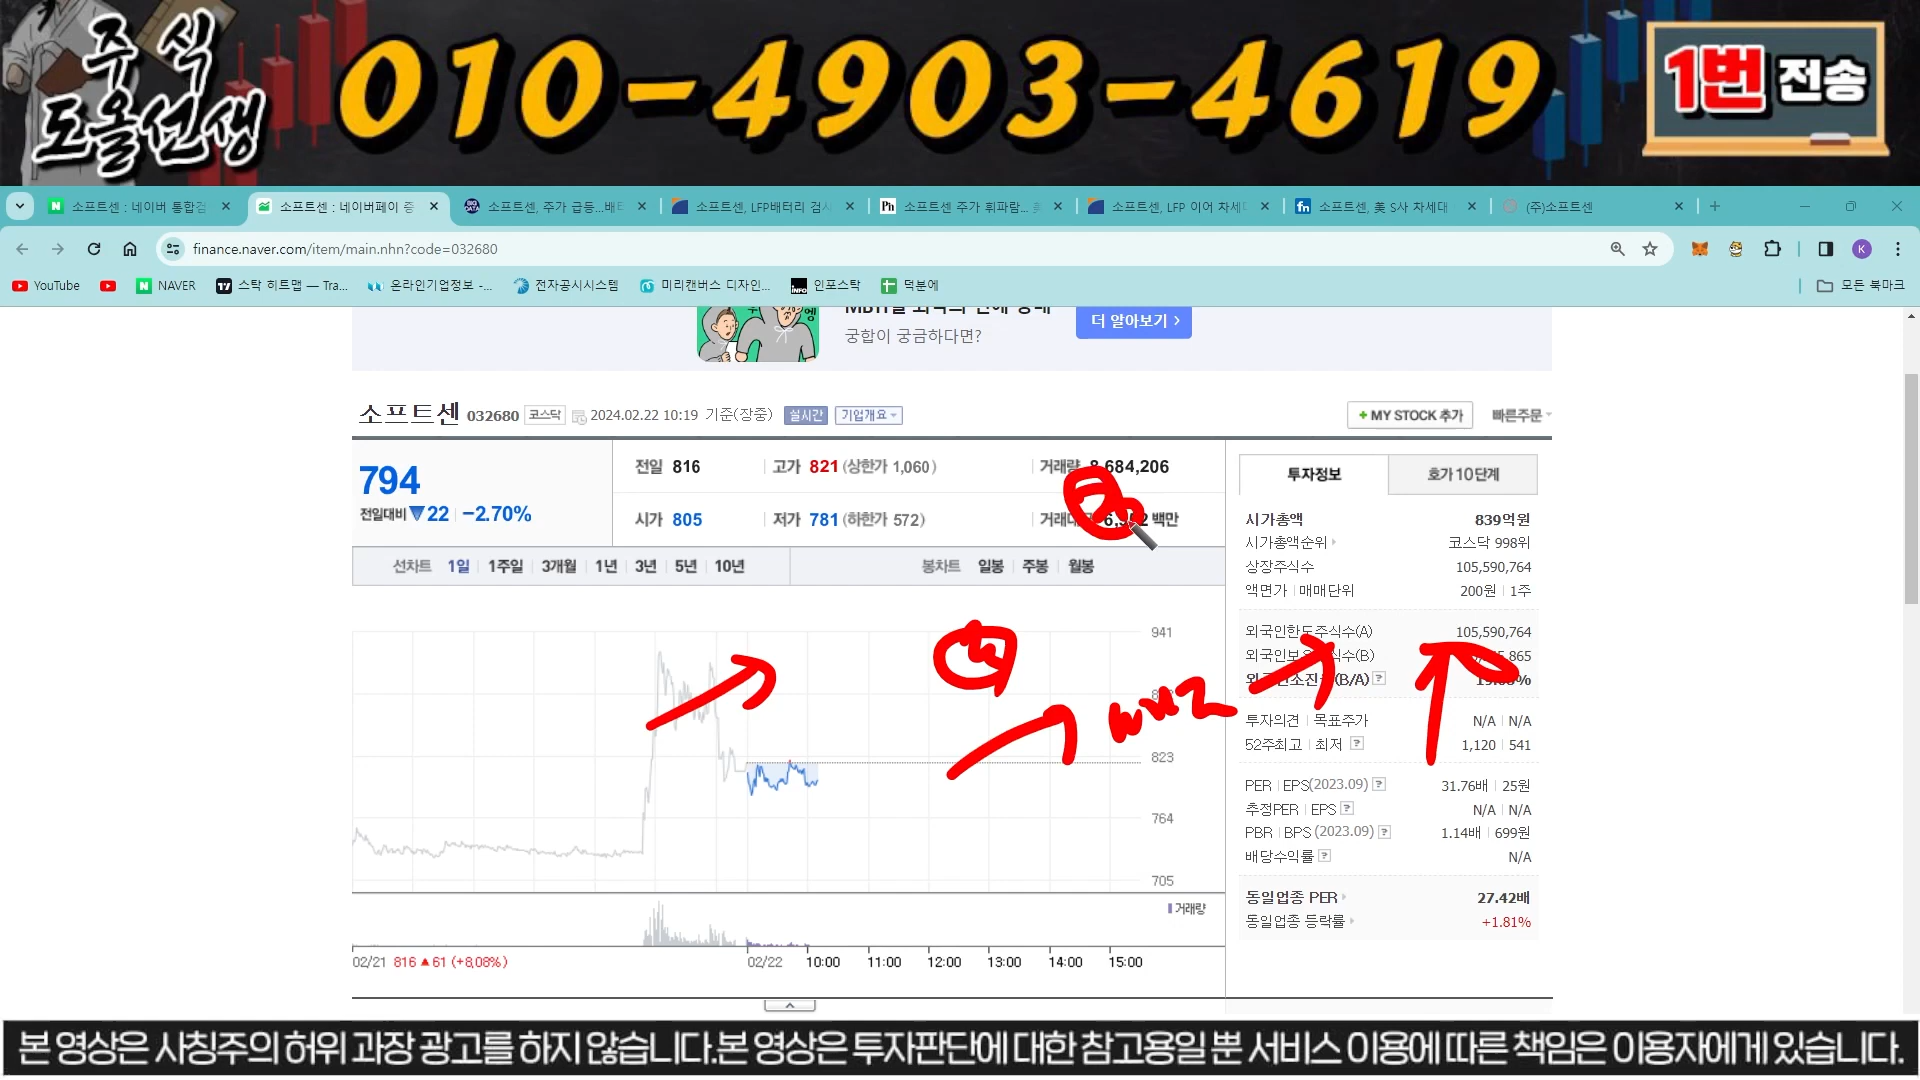 주식
도올선생
010-4903-4619
1번 전송
소프트센 : 네이버 통합검
소프트센 : 네이버페이 증
소프트센, 주가 급등...배터
소프트센, LFP배터리 검사
소프트센 주가 휘파람...
소프트센, LFP 이어 차세대
소프트센, 美 S사 차세대
(주)소프트센
finance.naver.com/item/main.nhn?code=032680
YouTube
NAVER
스탁 히트맵 — Tra...
온라인기업정보 -...
전자공시시스템
미리캔버스 디자인...
인포스탁
덕분에
모든 북마크
궁합이 궁금하다면?
더 알아보기 >
소프트센 032680 코스닥 2024.02.22 10:19 기준(장중) 실시간 기업개요
+ MY STOCK 추가 빠른주문
794
전일대비 ▼22 -2.70%
전일 816 고가 821 (상한가 1,060) 거래량 8,684,206
시가 805 저가 781 (하한가 572) 백만
선차트 1일 1주일 3개월 1년 3년 5년 10년
봉차트 일봉 주봉 월봉
941
823
764
705
거래량
02/21 816 ▲61 (+8.08%)
02/22 10:00 11:00 12:00 13:00 14:00 15:00
투자정보 호가 10단계
시가총액 839억원
시가총액순위 코스닥 998위
상장주식수 105,590,764
액면가 매매단위 200원 1주
외국인한도주식수(A) 105,590,764
투자의견 목표주가 N/A N/A
52주최고 최저 1,120 541
PER EPS(2023.09) 31.76배 25원
추정PER EPS N/A N/A
PBR BPS (2023.09) 1.14배 699원
배당수익률 N/A
동일업종 PER 27.42배
동일업종 등락률 +1.81%
본 영상은 사칭주의 허위 과장 광고를 하지 않습니다.본 영상은 투자판단에 대한 참고용일 뿐 서비스 이용에 따른 책임은 이용자에게 있습니다.